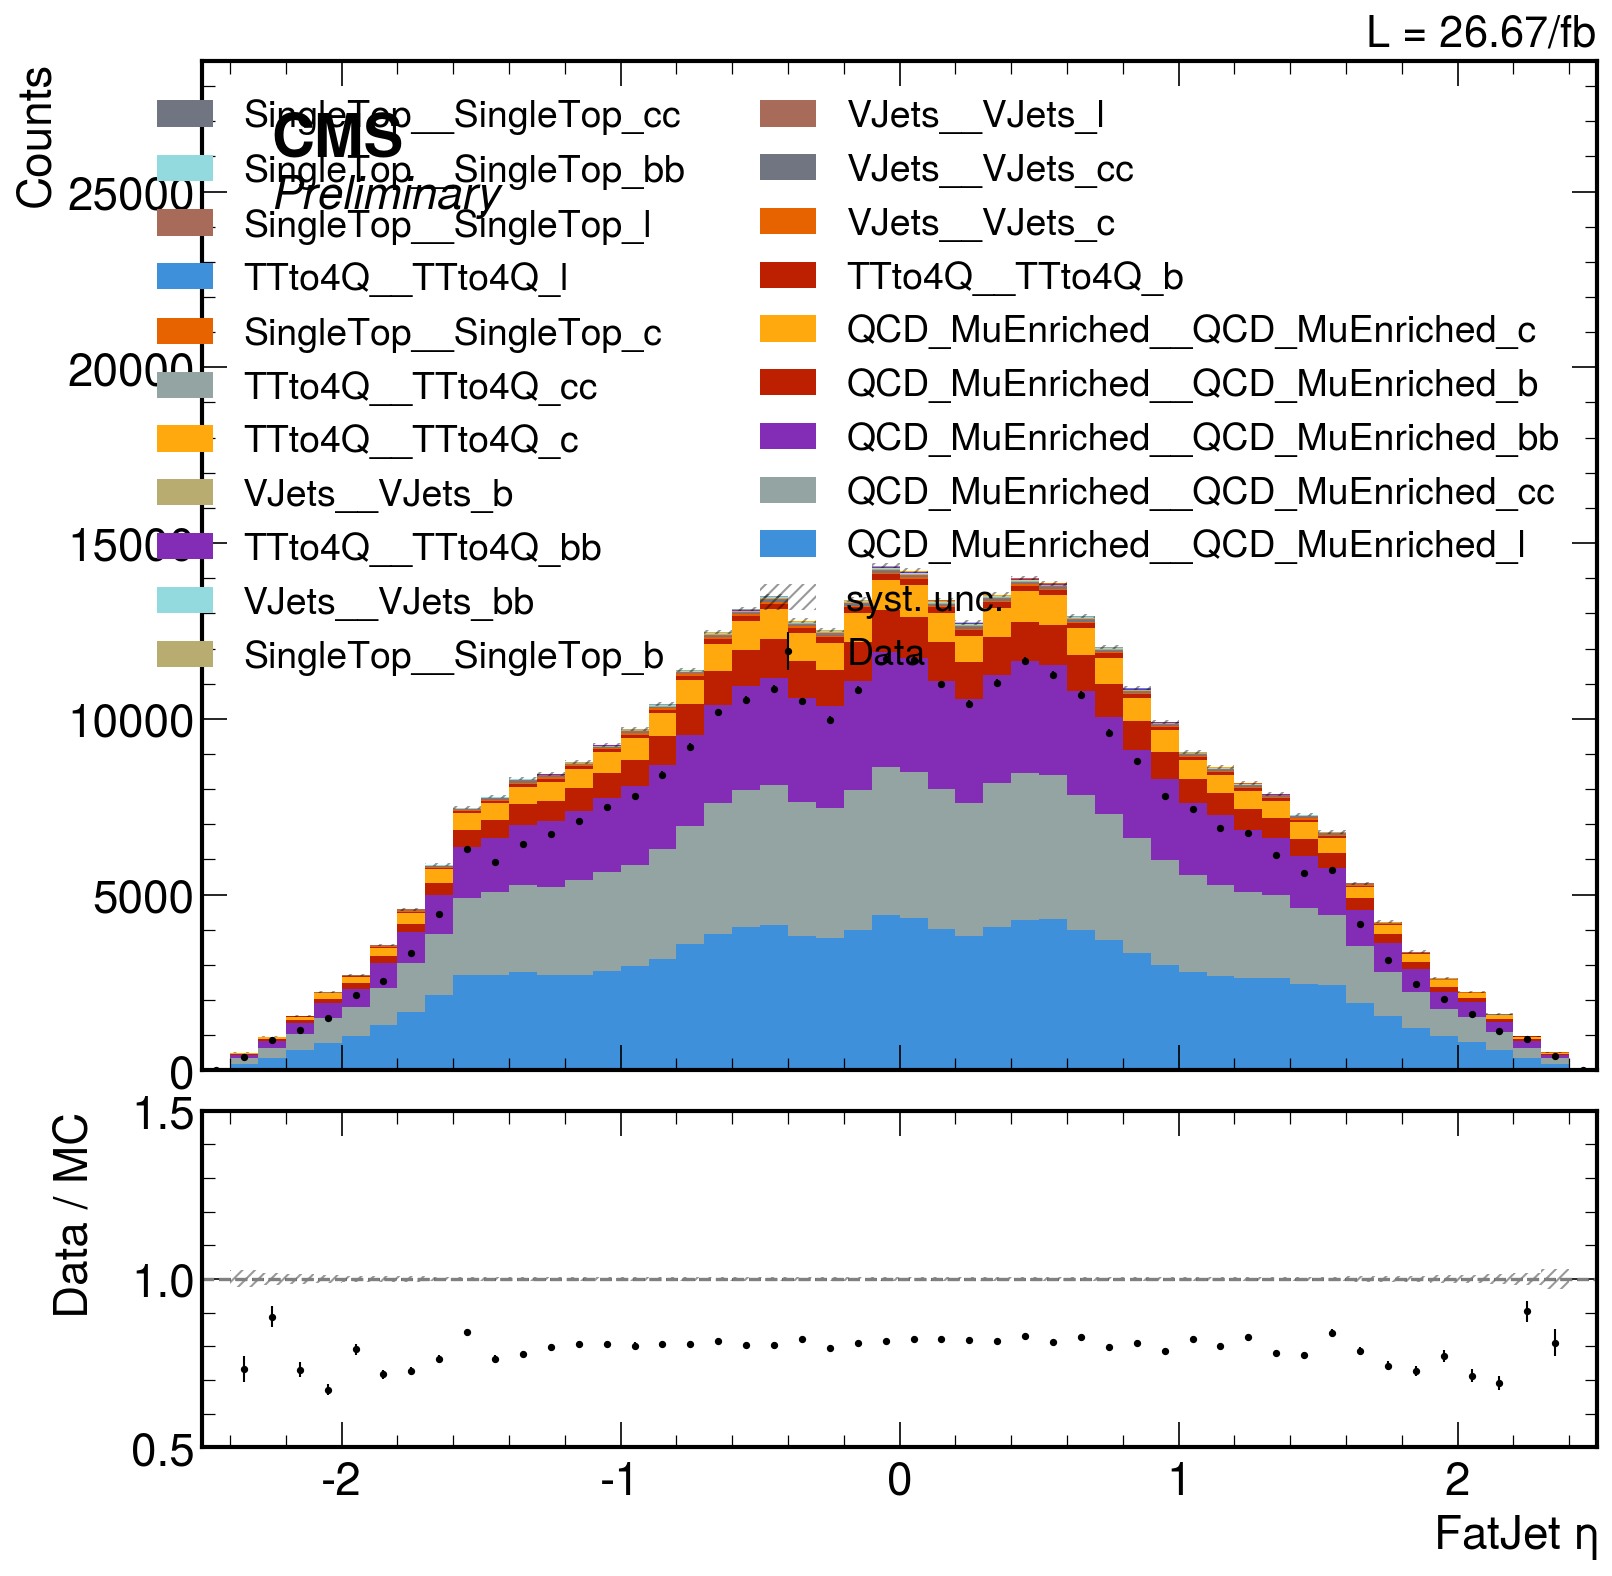 L = 26.67/fb
Counts
CMS
Preliminary
SingleTop__SingleTop_cc
SingleTop__SingleTop_bb
SingleTop__SingleTop_l
TTto4Q__TTto4Q_l
SingleTop__SingleTop_c
TTto4Q__TTto4Q_cc
TTto4Q__TTto4Q_c
VJets__VJets_b
TTto4Q__TTto4Q_bb
VJets__VJets_bb
SingleTop__SingleTop_b
VJets__VJets_l
VJets__VJets_cc
VJets__VJets_c
TTto4Q__TTto4Q_b
QCD_MuEnriched__QCD_MuEnriched_c
QCD_MuEnriched__QCD_MuEnriched_b
QCD_MuEnriched__QCD_MuEnriched_bb
QCD_MuEnriched__QCD_MuEnriched_cc
QCD_MuEnriched__QCD_MuEnriched_l
syst. unc.
Data
25000
20000
15000
10000
5000
0
Data / MC
1.5
1.0
0.5
-2 -1 0 1 2
FatJet η